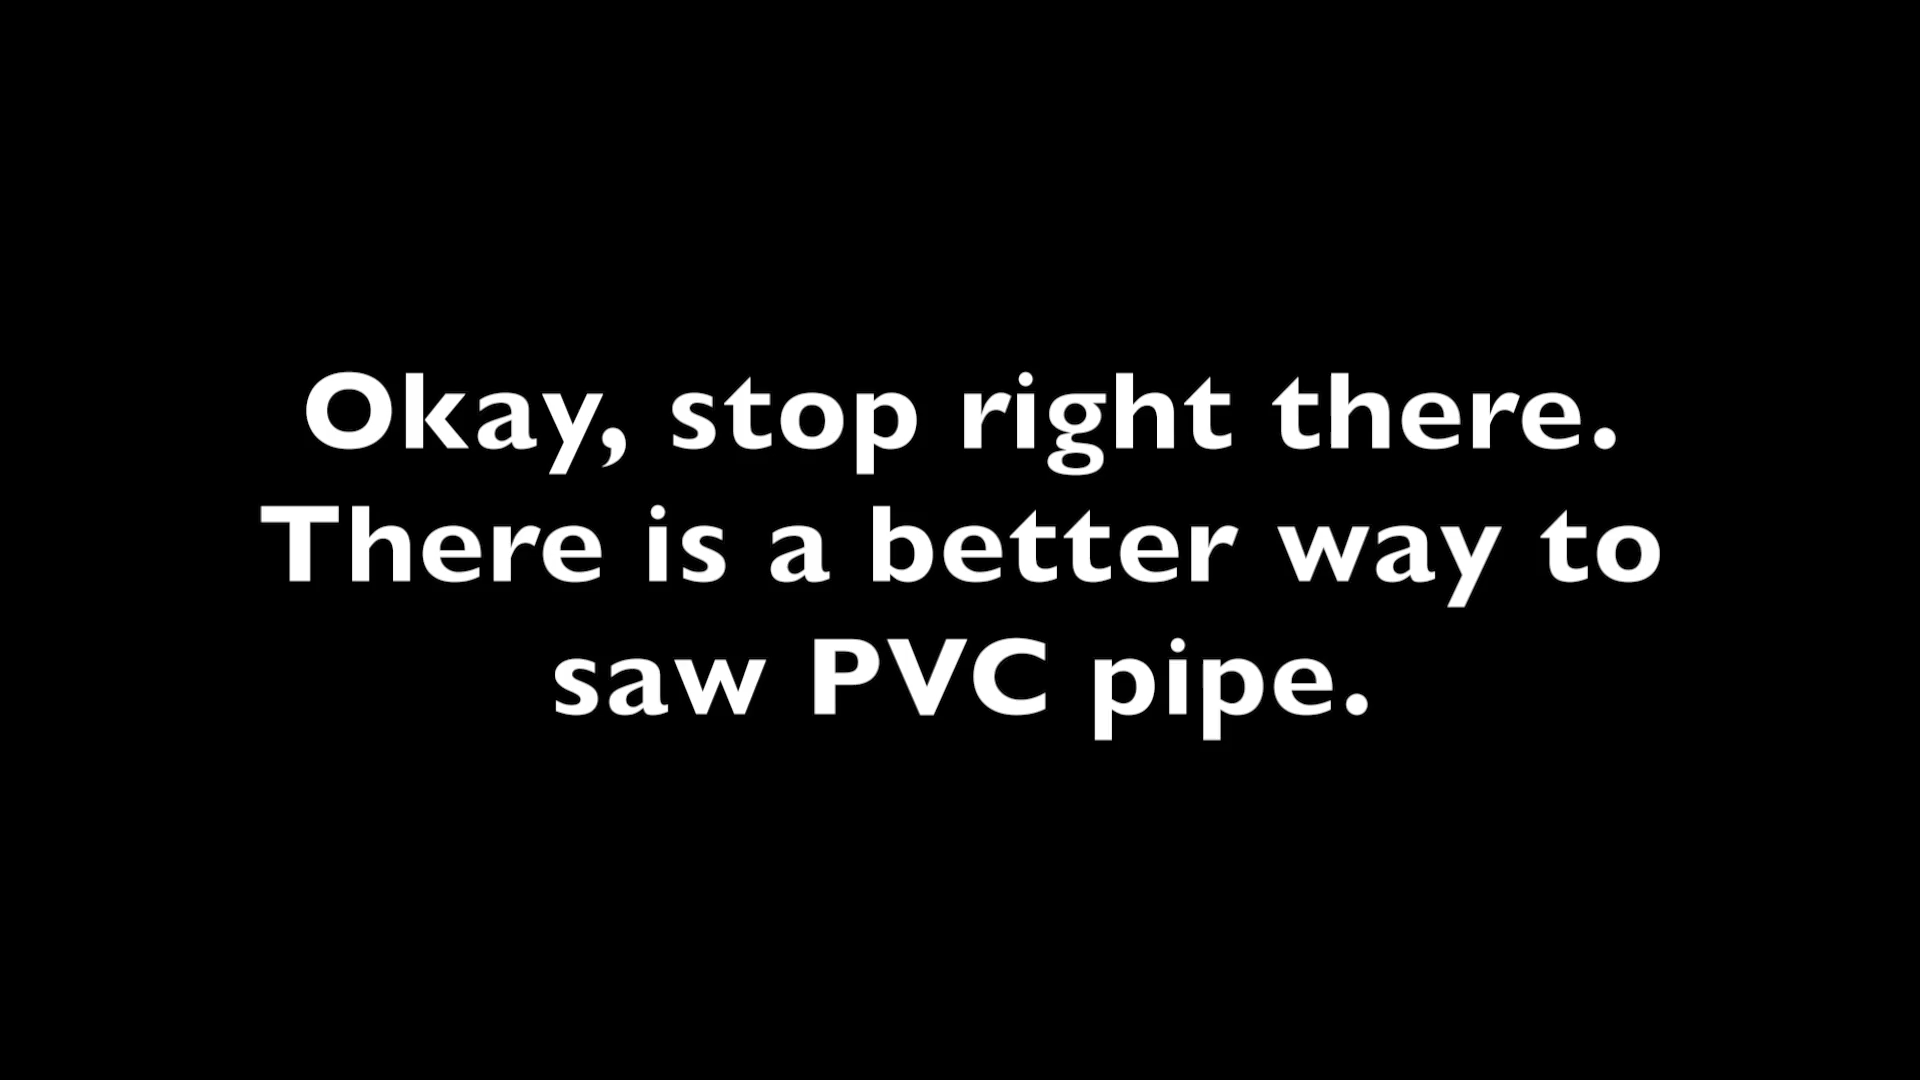 Okay, stop right there.
There is a better way to
saw PVC pipe.